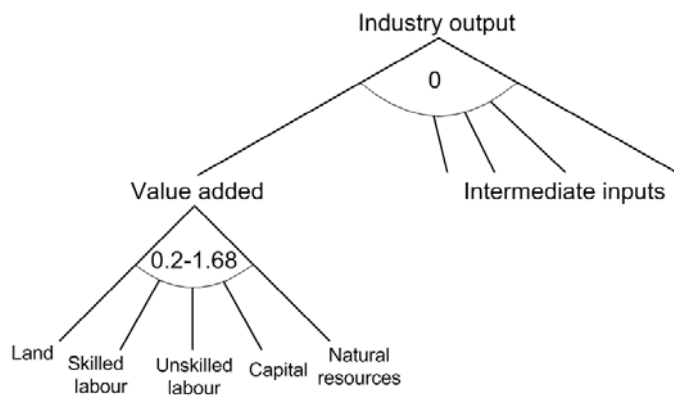 Industry output
0
Value added
Intermediate inputs
0.2-1.68
Land
Skilled
labour
Unskilled
labour
Capital
Natural
resources